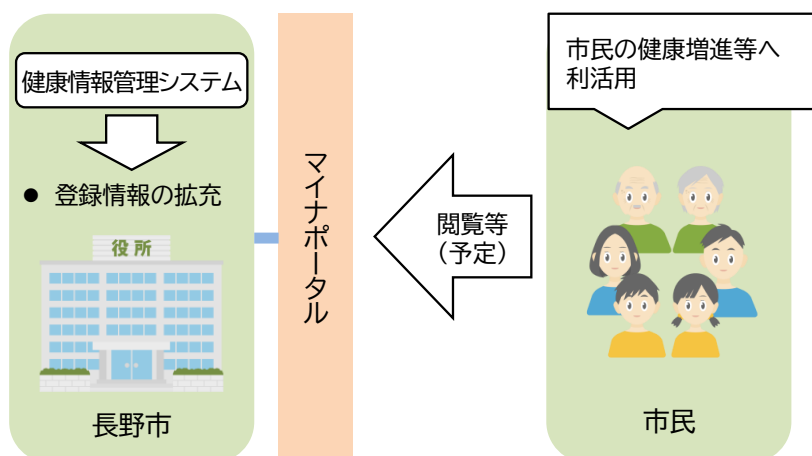 健康情報管理システム
● 登録情報の拡充
役所
長野市
マイナポータル
閲覧等
（予定）
市民の健康増進等へ
利活用
市民